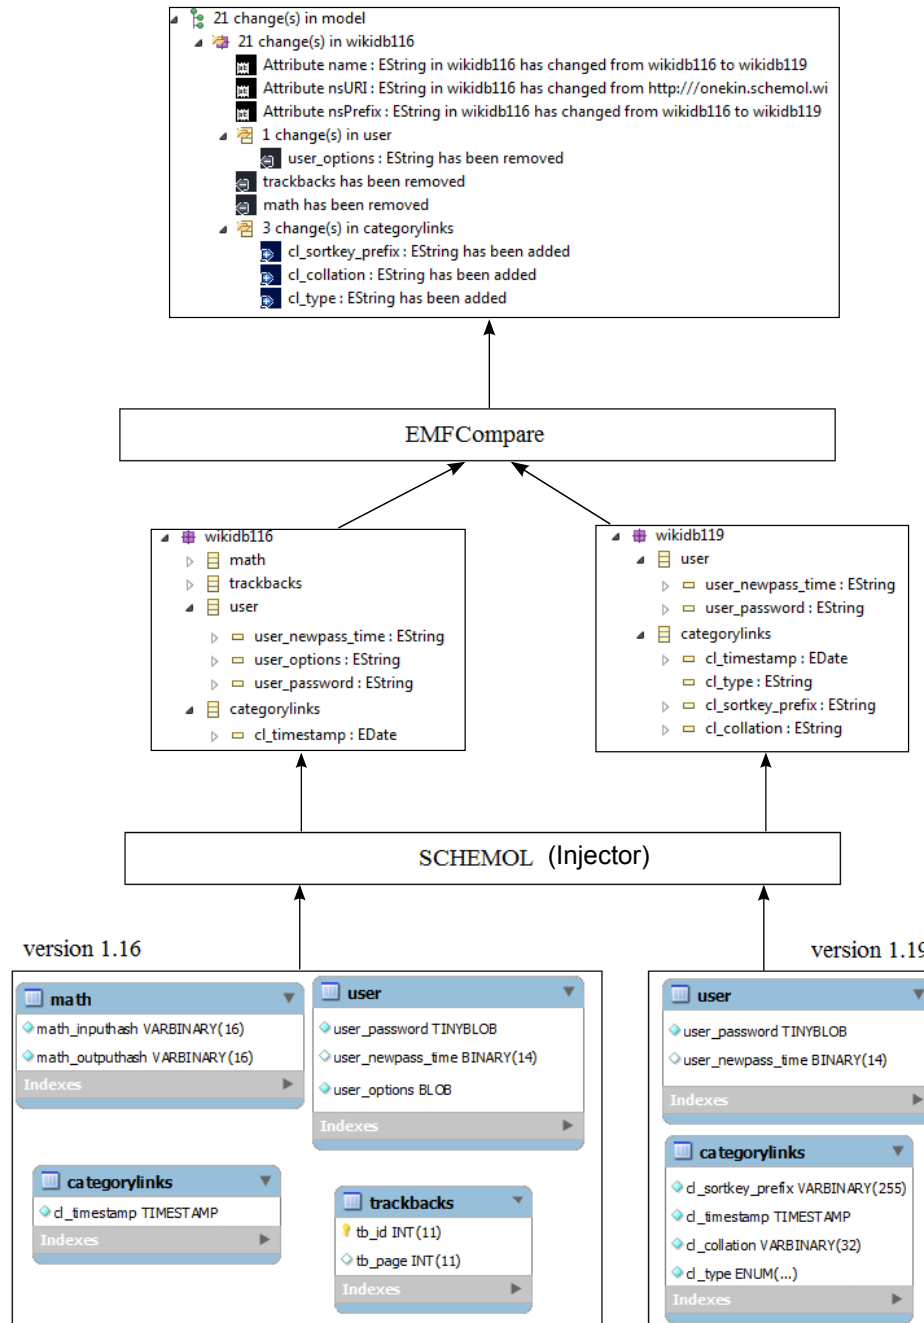 21 change(s) in model
21 change(s) in wikidb116
Attribute name : EString in wikidb116 has changed from wikidb116 to wikidb119
Attribute nsURI : EString in wikidb116 has changed from http:///onekin.schemol.wi
Attribute nsPrefix : EString in wikidb116 has changed from wikidb116 to wikidb119
1 change(s) in user
user_options : EString has been removed
trackbacks has been removed
math has been removed
3 change(s) in categorylinks
cl_sortkey_prefix : EString has been added
cl_collation : EString has been added
cl_type : EString has been added
EMFCompare
wikidb116
math
trackbacks
user
user_newpass_time : EString
user_options : EString
user_password : EString
categorylinks
cl_timestamp : EDate
wikidb119
user
user_newpass_time : EString
user_password : EString
categorylinks
cl_timestamp : EDate
cl_type : EString
cl_sortkey_prefix : EString
cl_collation : EString
SCHEMOL (Injector)
version 1.16
math
math_inputhash VARBINARY(16)
math_outputhash VARBINARY(16)
Indexes
user
user_password TINYBLOB
user_newpass_time BINARY(14)
user_options BLOB
Indexes
categorylinks
cl_timestamp TIMESTAMP
Indexes
trackbacks
tb_id INT(11)
tb_page INT(11)
Indexes
version 1.19
user
user_password TINYBLOB
user_newpass_time BINARY(14)
Indexes
categorylinks
cl_sortkey_prefix VARBINARY(255)
cl_timestamp TIMESTAMP
cl_collation VARBINARY(32)
cl_type ENUM(...)
Indexes